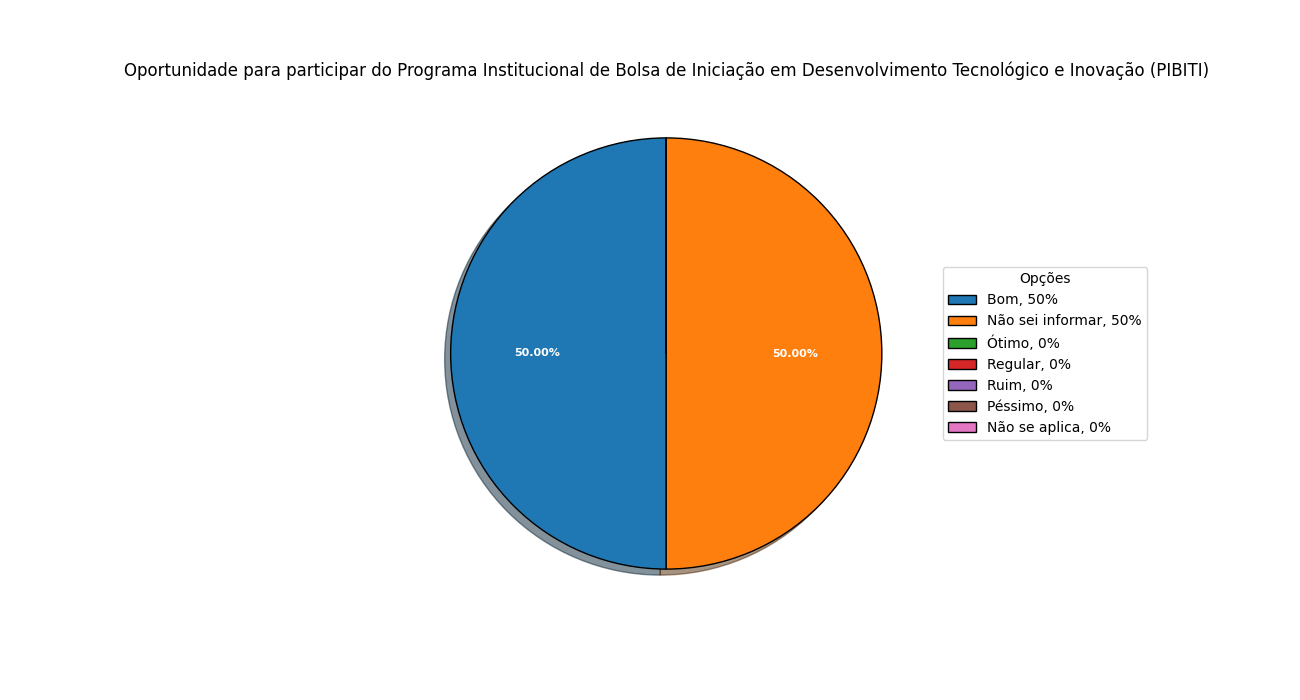 Oportunidade para participar do Programa Institucional de Bolsa de Iniciação em Desenvolvimento Tecnológico e Inovação (PIBITI)
50.00%
50.00%
Opções
Bom, 50%
Não sei informar, 50%
Ótimo, 0%
Regular, 0%
Ruim, 0%
Péssimo, 0%
Não se aplica, 0%